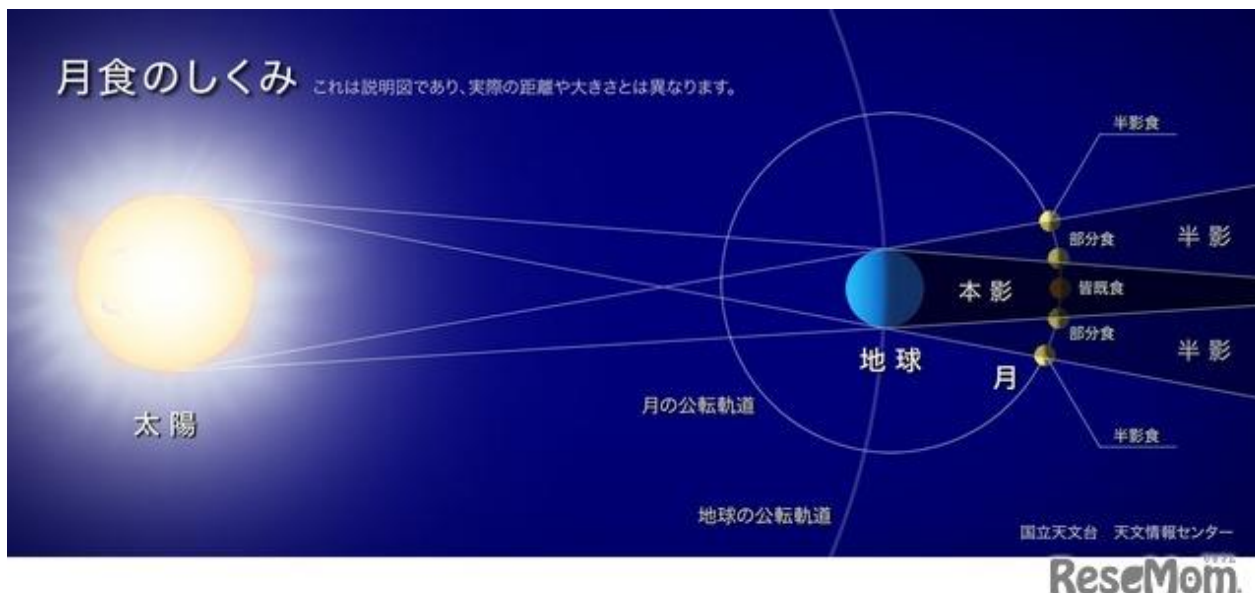 月食のしくみ これは説明図であり、実際の距離や大きさとは異なります。
半影食
部分食
半影
本影
皆既食
部分食
半影
地球
月
月の公転軌道
太陽
半影食
地球の公転軌道
国立天文台 天文情報センター
ReseMom